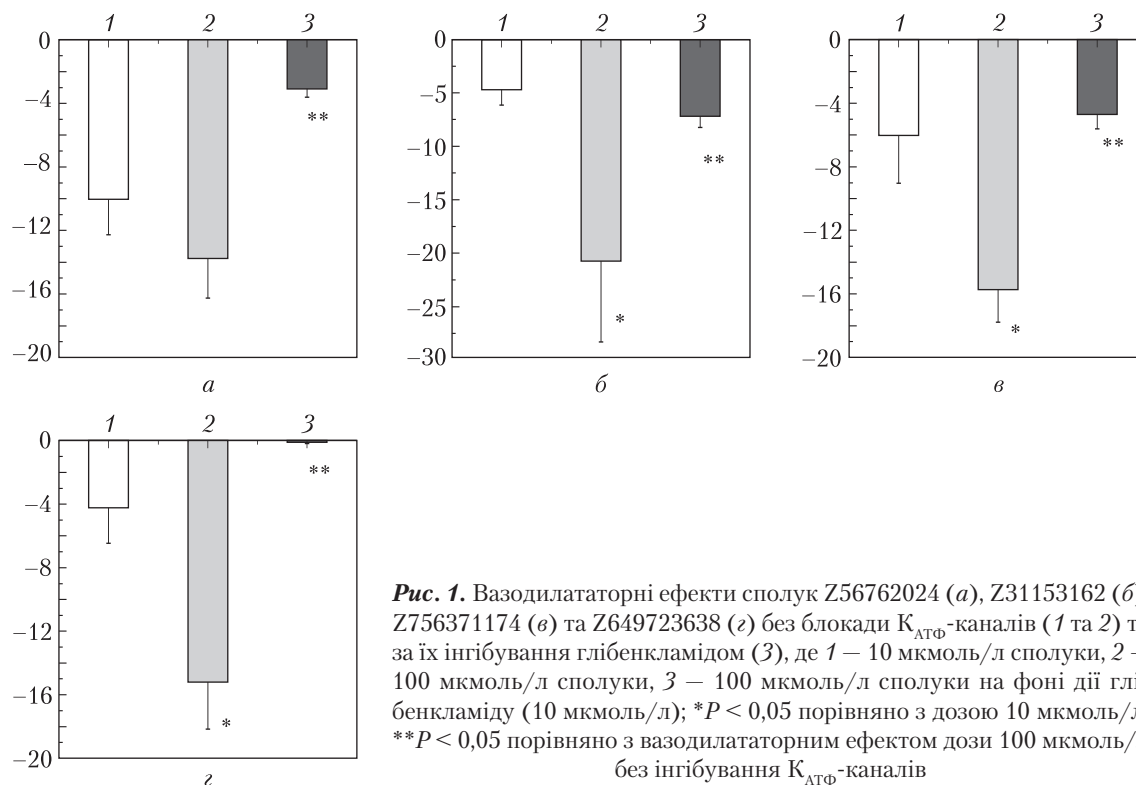 1 2 3
0
−4
−8
−12
−16
−20
**
а
1 2 3
0
−5
−10
−15
−20
−25
−30
*
**
б
1 2 3
0
−4
−8
−12
−16
−20
*
**
в
1 2 3
0
−4
−8
−12
−16
−20
*
**
г
Рис. 1. Вазодилататорні ефекти сполук Z56762024 (а), Z31153162 (б)
Z756371174 (в) та Z649723638 (г) без блокади KАТФ-каналів (1 та 2) т
за їх інгібування глібенкламідом (3), де 1 — 10 мкмоль/л сполуки, 2 —
100 мкмоль/л сполуки, 3 — 100 мкмоль/л сполуки на фоні дії глі
бенкламіду (10 мкмоль/л); *P < 0,05 порівняно з дозою 10 мкмоль/л
**P < 0,05 порівняно з вазодилататорним ефектом дози 100 мкмоль/
без інгібування KАТФ-каналів